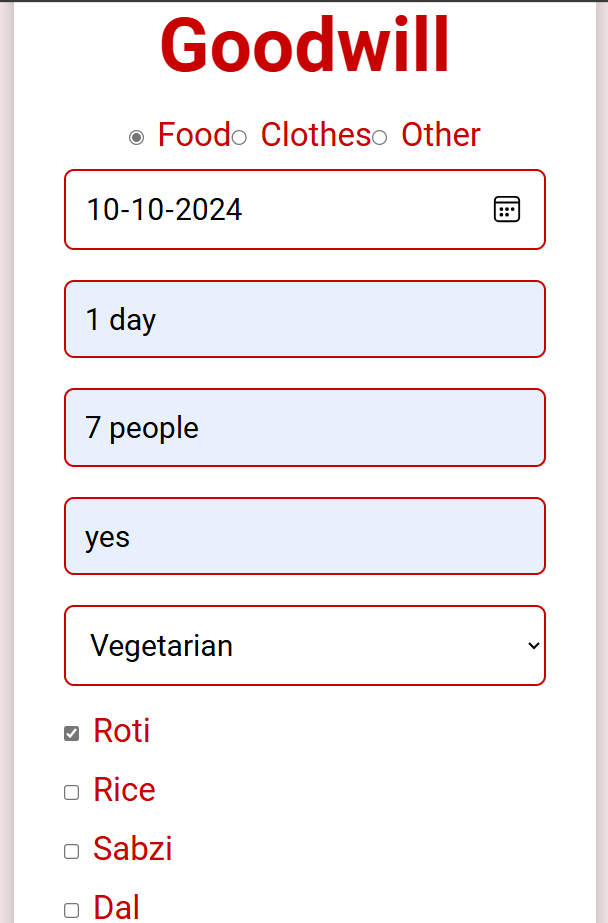 Goodwill
Food Clothes Other
10-10-2024
1 day
7 people
yes
Vegetarian
Roti
Rice
Sabzi
Dal